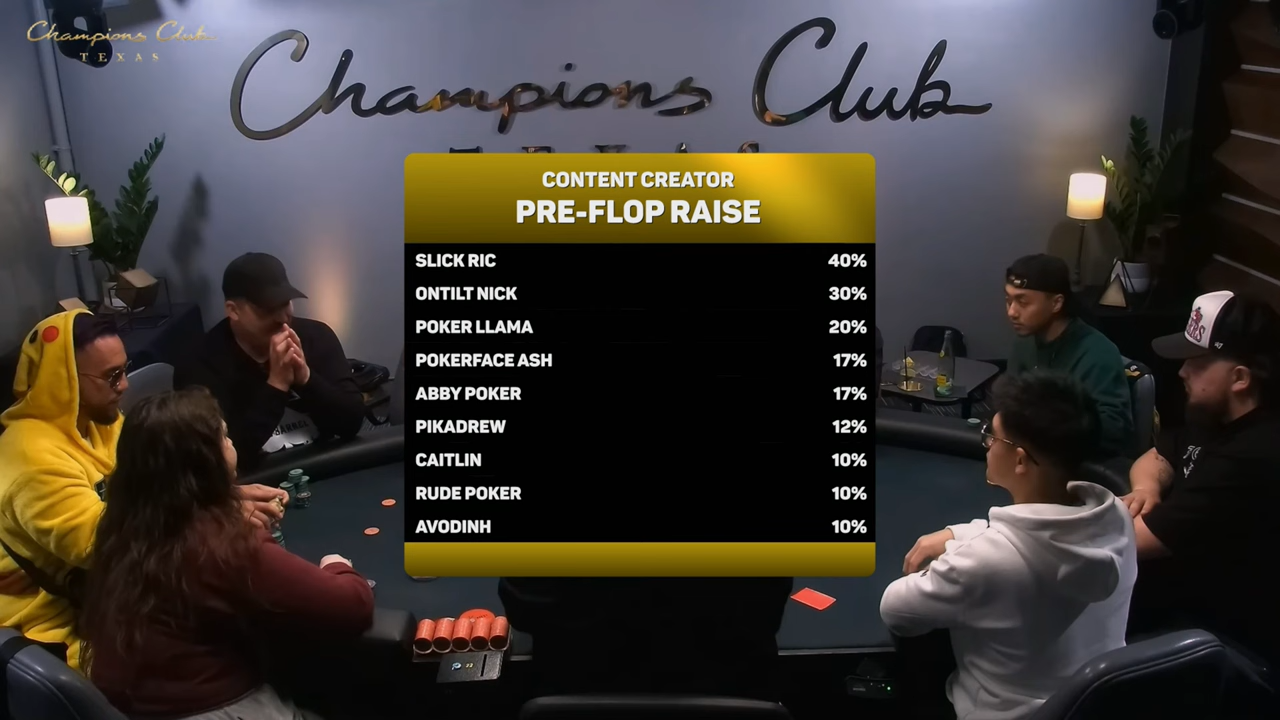 Champions Club
TEXAS
Champions Club
CONTENT CREATOR
PRE-FLOP RAISE
SLICK RIC 40%
ONTILT NICK 30%
POKER LLAMA 20%
POKERFACE ASH 17%
ABBY POKER 17%
PIKADREW 12%
CAITLIN 10%
RUDE POKER 10%
AVODINH 10%